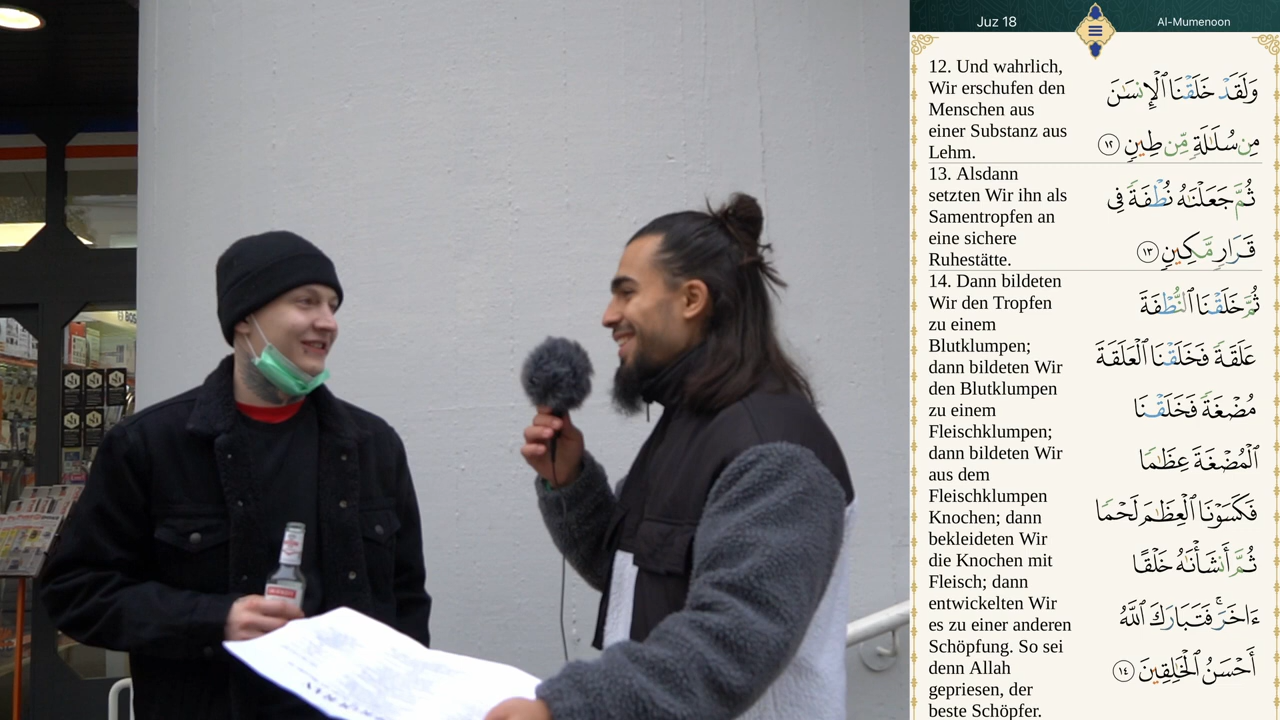 Juz 18
Al-Mumenoon
12. Und wahrlich,
Wir erschufen den
Menschen aus
einer Substanz aus
Lehm.
وَلَقَدْ خَلَقْنَا ٱلْإِنسَـٰنَ
مِن سُلَـٰلَةٍ مِّن طِينٍ ١٢
13. Alsdann
setzten Wir ihn als
Samentropfen an
eine sichere
Ruhestätte.
ثُمَّ جَعَلْنَـٰهُ نُطْفَةً فِى
قَرَارٍ مَّكِينٍ ١٣
14. Dann bildeten
Wir den Tropfen
zu einem
Blutklumpen;
dann bildeten Wir
den Blutklumpen
zu einem
Fleischklumpen;
dann bildeten Wir
aus dem
Fleischklumpen
Knochen; dann
bekleideten Wir
die Knochen mit
Fleisch; dann
entwickelten Wir
es zu einer anderen
Schöpfung. So sei
denn Allah
gepriesen, der
beste Schöpfer.
ثُمَّ خَلَقْنَا ٱلنُّطْفَةَ
عَلَقَةً فَخَلَقْنَا ٱلْعَلَقَةَ
مُضْغَةً فَخَلَقْنَا
ٱلْمُضْغَةَ عِظَـٰمًا
فَكَسَوْنَا ٱلْعِظَـٰمَ لَحْمًا
ثُمَّ أَنشَأْنَـٰهُ خَلْقًا
ءَاخَرَ ۚ فَتَبَارَكَ ٱللَّهُ
أَحْسَنُ ٱلْخَـٰلِقِينَ ١٤